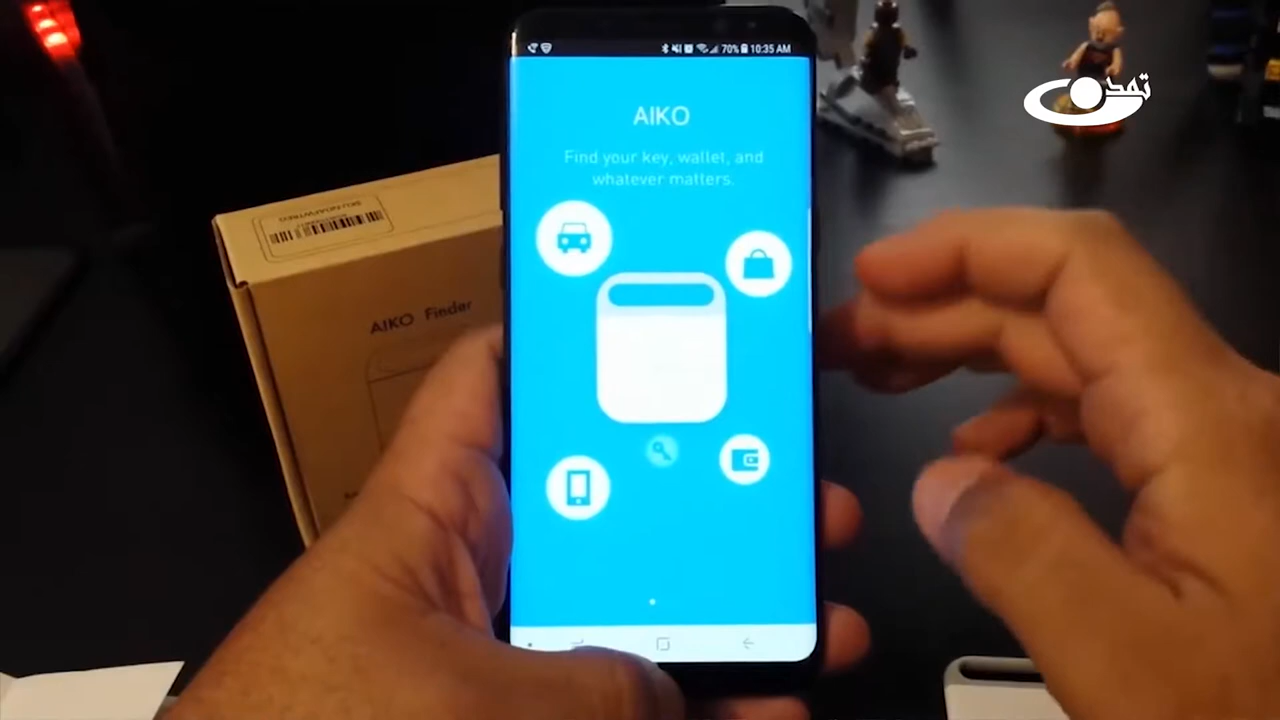 70% 10:35 AM
AIKO
Find your key, wallet, and
whatever matters.
AIKO Finder
تمدن